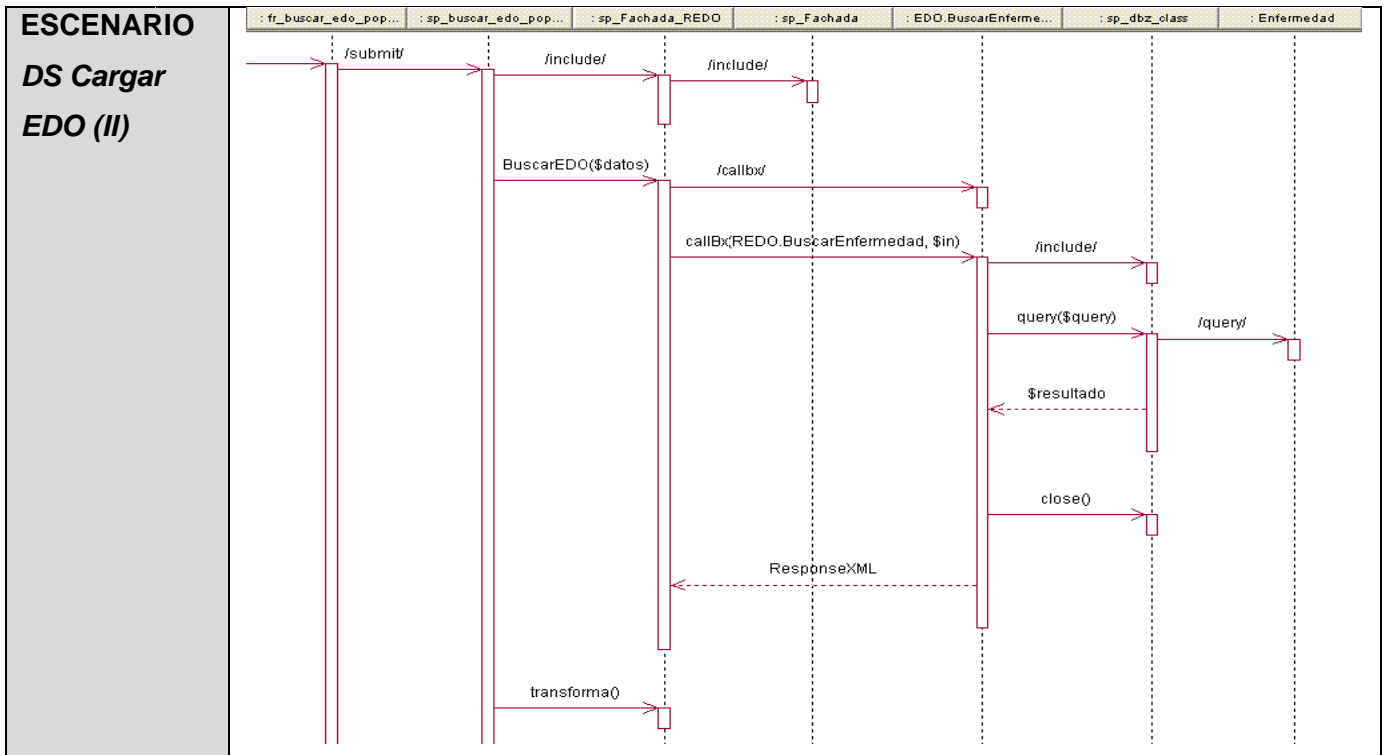 ESCENARIO
DS Cargar
EDO (II)
: fr_buscar_edo_pop...
: sp_buscar_edo_pop...
: sp_Fachada_REDO
: sp_Fachada
: EDO.BuscarEnferme...
: sp_dbz_class
: Enfermedad
/submit/
/include/
/include/
BuscarEDO($datos)
/callbx/
callBx(REDO.BuscarEnfermedad, $in)
/include/
query($query)
/query/
$resultado
close()
ResponseXML
transforma()